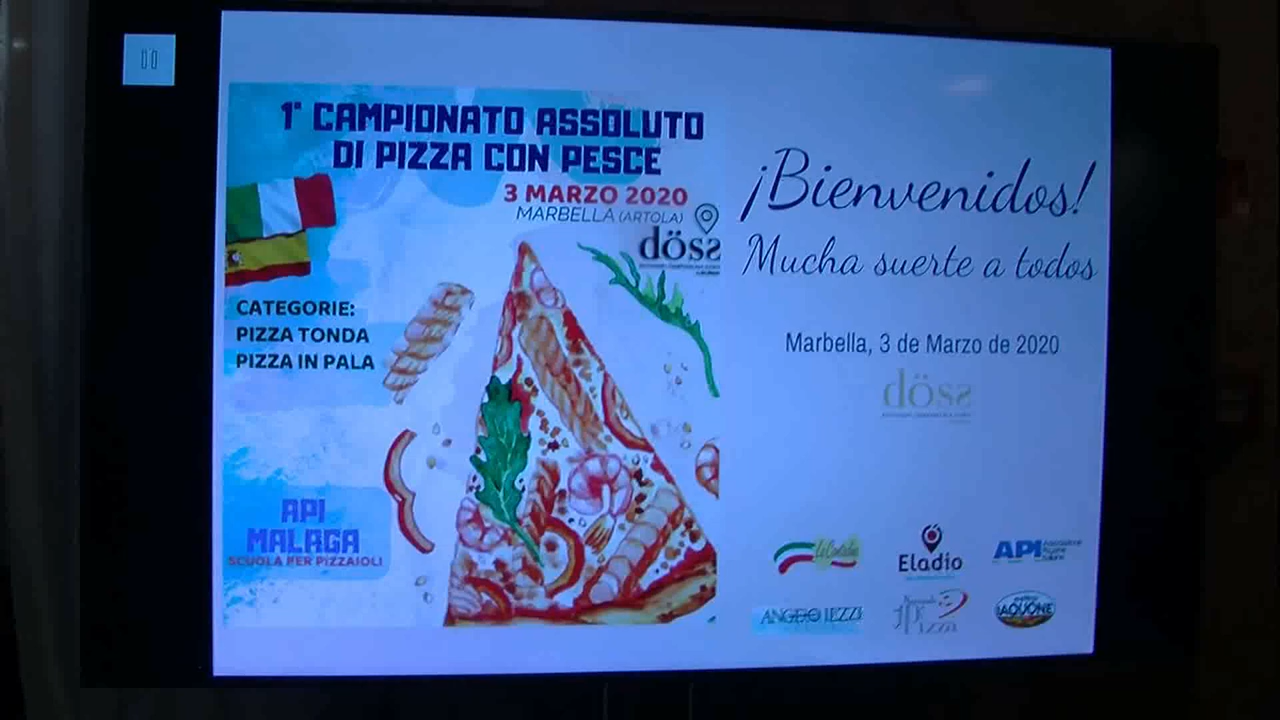 1° CAMPIONATO ASSOLUTO
DI PIZZA CON PESCE
3 MARZO 2020
MARBELLA (ARTOLA)
döss
CATEGORIE:
PIZZA TONDA
PIZZA IN PALA
API
MALAGA
SCUOLA PER PIZZAIOLI
¡Bienvenidos!
Mucha suerte a todos
Marbella, 3 de Marzo de 2020
döss
Eladio
API
ANGELO IEZZI
Pizza
IAQUONE